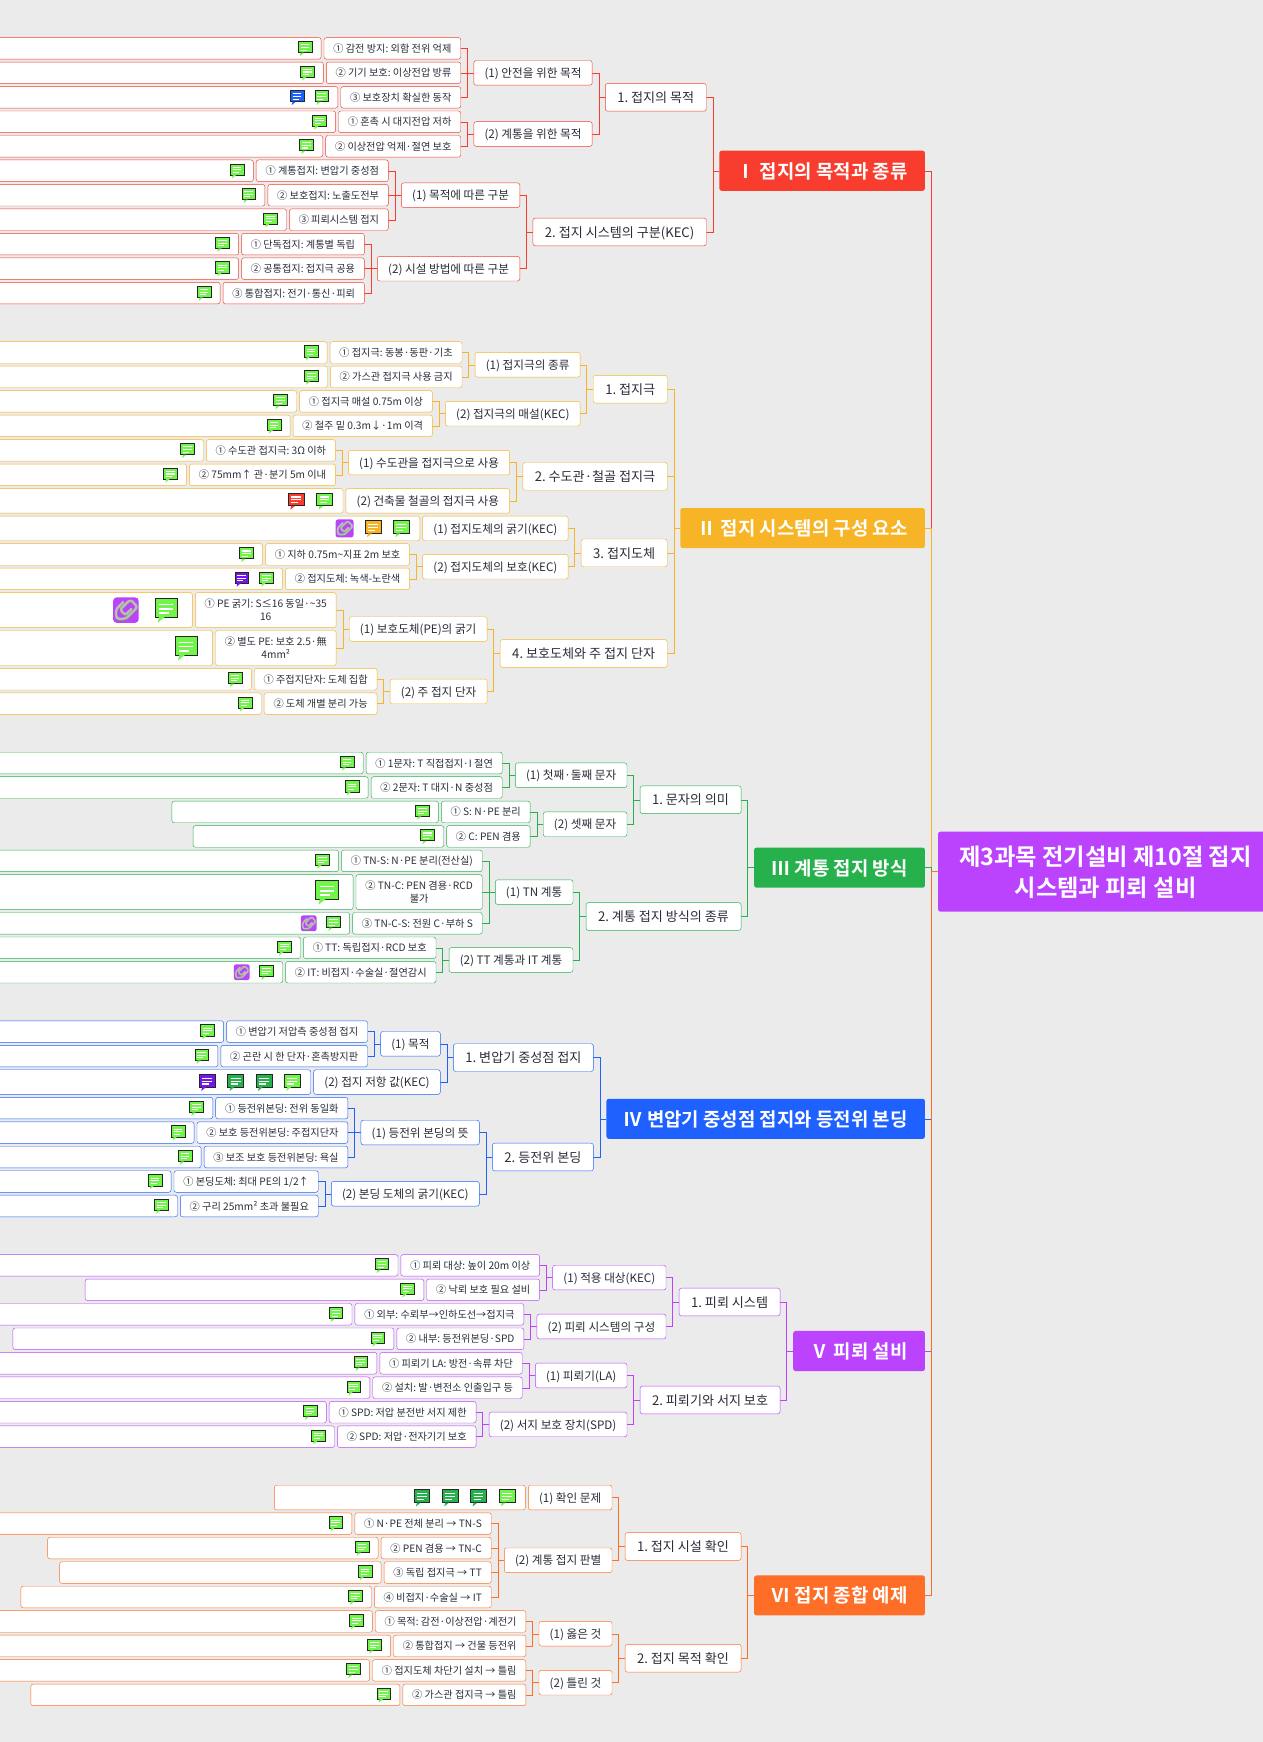 제3과목 전기설비 제10절 접지
시스템과 피뢰 설비
Ⅰ 접지의 목적과 종류
1. 접지의 목적
(1) 안전을 위한 목적
① 감전 방지: 외함 전위 억제
② 기기 보호: 이상전압 방류
③ 보호장치 확실한 동작
(2) 계통을 위한 목적
① 혼촉 시 대지전압 저하
② 이상전압 억제·절연 보호
2. 접지 시스템의 구분(KEC)
(1) 목적에 따른 구분
① 계통접지: 변압기 중성점
② 보호접지: 노출도전부
③ 피뢰시스템 접지
(2) 시설 방법에 따른 구분
① 단독접지: 계통별 독립
② 공통접지: 접지극 공용
③ 통합접지: 전기·통신·피뢰
II 접지 시스템의 구성 요소
1. 접지극
(1) 접지극의 종류
① 접지극: 동봉·동판·기초
② 가스관 접지극 사용 금지
(2) 접지극의 매설(KEC)
① 접지극 매설 0.75m 이상
② 철주 밑 0.3m↓·1m 이격
2. 수도관·철골 접지극
(1) 수도관을 접지극으로 사용
① 수도관 접지극: 3Ω 이하
② 75mm↑ 관·분기 5m 이내
(2) 건축물 철골의 접지극 사용
3. 접지도체
(1) 접지도체의 굵기(KEC)
(2) 접지도체의 보호(KEC)
① 지하 0.75m~지표 2m 보호
② 접지도체: 녹색-노란색
4. 보호도체와 주 접지 단자
(1) 보호도체(PE)의 굵기
① PE 굵기: S≤16 동일·~35
16
② 별도 PE: 보호 2.5·無
4mm²
(2) 주 접지 단자
① 주접지단자: 도체 집합
② 도체 개별 분리 가능
III 계통 접지 방식
1. 문자의 의미
(1) 첫째·둘째 문자
① 1문자: T 직접접지·I 절연
② 2문자: T 대지·N 중성점
(2) 셋째 문자
① S: N·PE 분리
② C: PEN 겸용
2. 계통 접지 방식의 종류
(1) TN 계통
① TN-S: N·PE 분리(전산실)
② TN-C: PEN 겸용·RCD
불가
③ TN-C-S: 전원 C·부하 S
(2) TT 계통과 IT 계통
① TT: 독립접지·RCD 보호
② IT: 비접지·수술실·절연감시
IV 변압기 중성점 접지와 등전위 본딩
1. 변압기 중성점 접지
(1) 목적
① 변압기 저압측 중성점 접지
② 곤란 시 한 단자·혼촉방지판
(2) 접지 저항 값(KEC)
2. 등전위 본딩
(1) 등전위 본딩의 뜻
① 등전위본딩: 전위 동일화
② 보호 등전위본딩: 주접지단자
③ 보조 보호 등전위본딩: 욕실
(2) 본딩 도체의 굵기(KEC)
① 본딩도체: 최대 PE의 1/2↑
② 구리 25mm² 초과 불필요
V 피뢰 설비
1. 피뢰 시스템
(1) 적용 대상(KEC)
① 피뢰 대상: 높이 20m 이상
② 낙뢰 보호 필요 설비
(2) 피뢰 시스템의 구성
① 외부: 수뢰부→인하도선→접지극
② 내부: 등전위본딩·SPD
2. 피뢰기와 서지 보호
(1) 피뢰기(LA)
① 피뢰기 LA: 방전·속류 차단
② 설치: 발·변전소 인출입구 등
(2) 서지 보호 장치(SPD)
① SPD: 저압 분전반 서지 제한
② SPD: 저압·전자기기 보호
VI 접지 종합 예제
1. 접지 시설 확인
(1) 확인 문제
(2) 계통 접지 판별
① N·PE 전체 분리 → TN-S
② PEN 겸용 → TN-C
③ 독립 접지극 → TT
④ 비접지·수술실 → IT
2. 접지 목적 확인
(1) 옳은 것
① 목적: 감전·이상전압·계전기
② 통합접지 → 건물 등전위
(2) 틀린 것
① 접지도체 차단기 설치 → 틀림
② 가스관 접지극 → 틀림